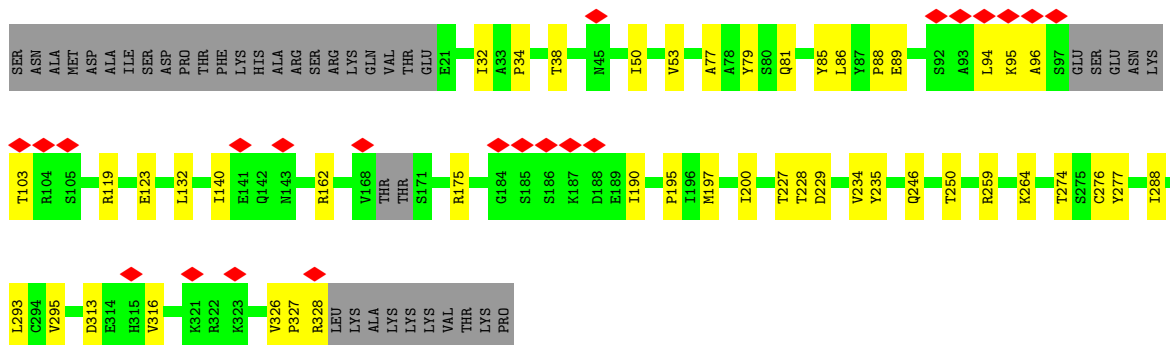 SER ASN ALA MET ASP ALA ILE SER ASP PRO THR PHE LYS HIS ALA ARG SER ARG LYS GLN VAL THR GLU E21 I32 A33 P34 T38 N45 I50 V53 A77 A78 Y79 S80 Q81 Y85 L86 Y87 P88 E89 S92 A93 L94 K95 A96 S97 GLU SER GLU ASN LYS
T103 R104 S105 R119 E123 L132 I140 E141 Q142 N143 R162 V168 THR THR S171 R175 G184 S185 S186 K187 D188 E189 I190 P195 I196 M197 I200 T227 T228 D229 V234 Y235 Q246 T250 R259 K264 T274 S275 C276 Y277 I288
L293 C294 V295 D313 E314 H315 V316 K321 R322 K323 V326 P327 R328 LEU LYS ALA LYS LYS LYS VAL THR LYS PRO